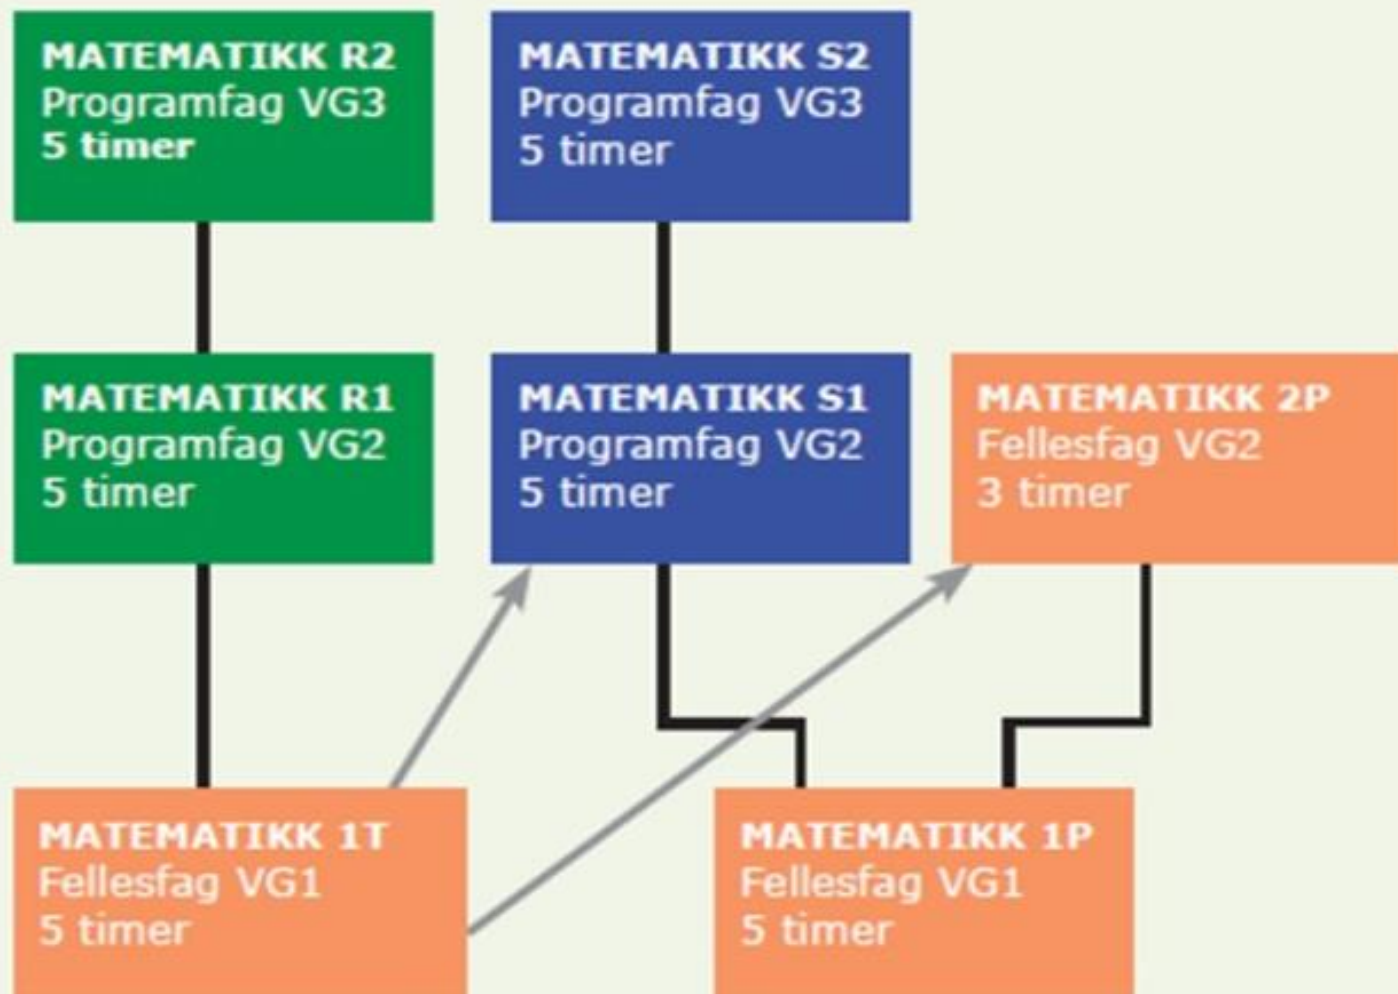 MATEMATIKK R2
Programfag VG3
5 timer
MATEMATIKK S2
Programfag VG3
5 timer
MATEMATIKK R1
Programfag VG2
5 timer
MATEMATIKK S1
Programfag VG2
5 timer
MATEMATIKK 2P
Fellesfag VG2
3 timer
MATEMATIKK 1T
Fellesfag VG1
5 timer
MATEMATIKK 1P
Fellesfag VG1
5 timer